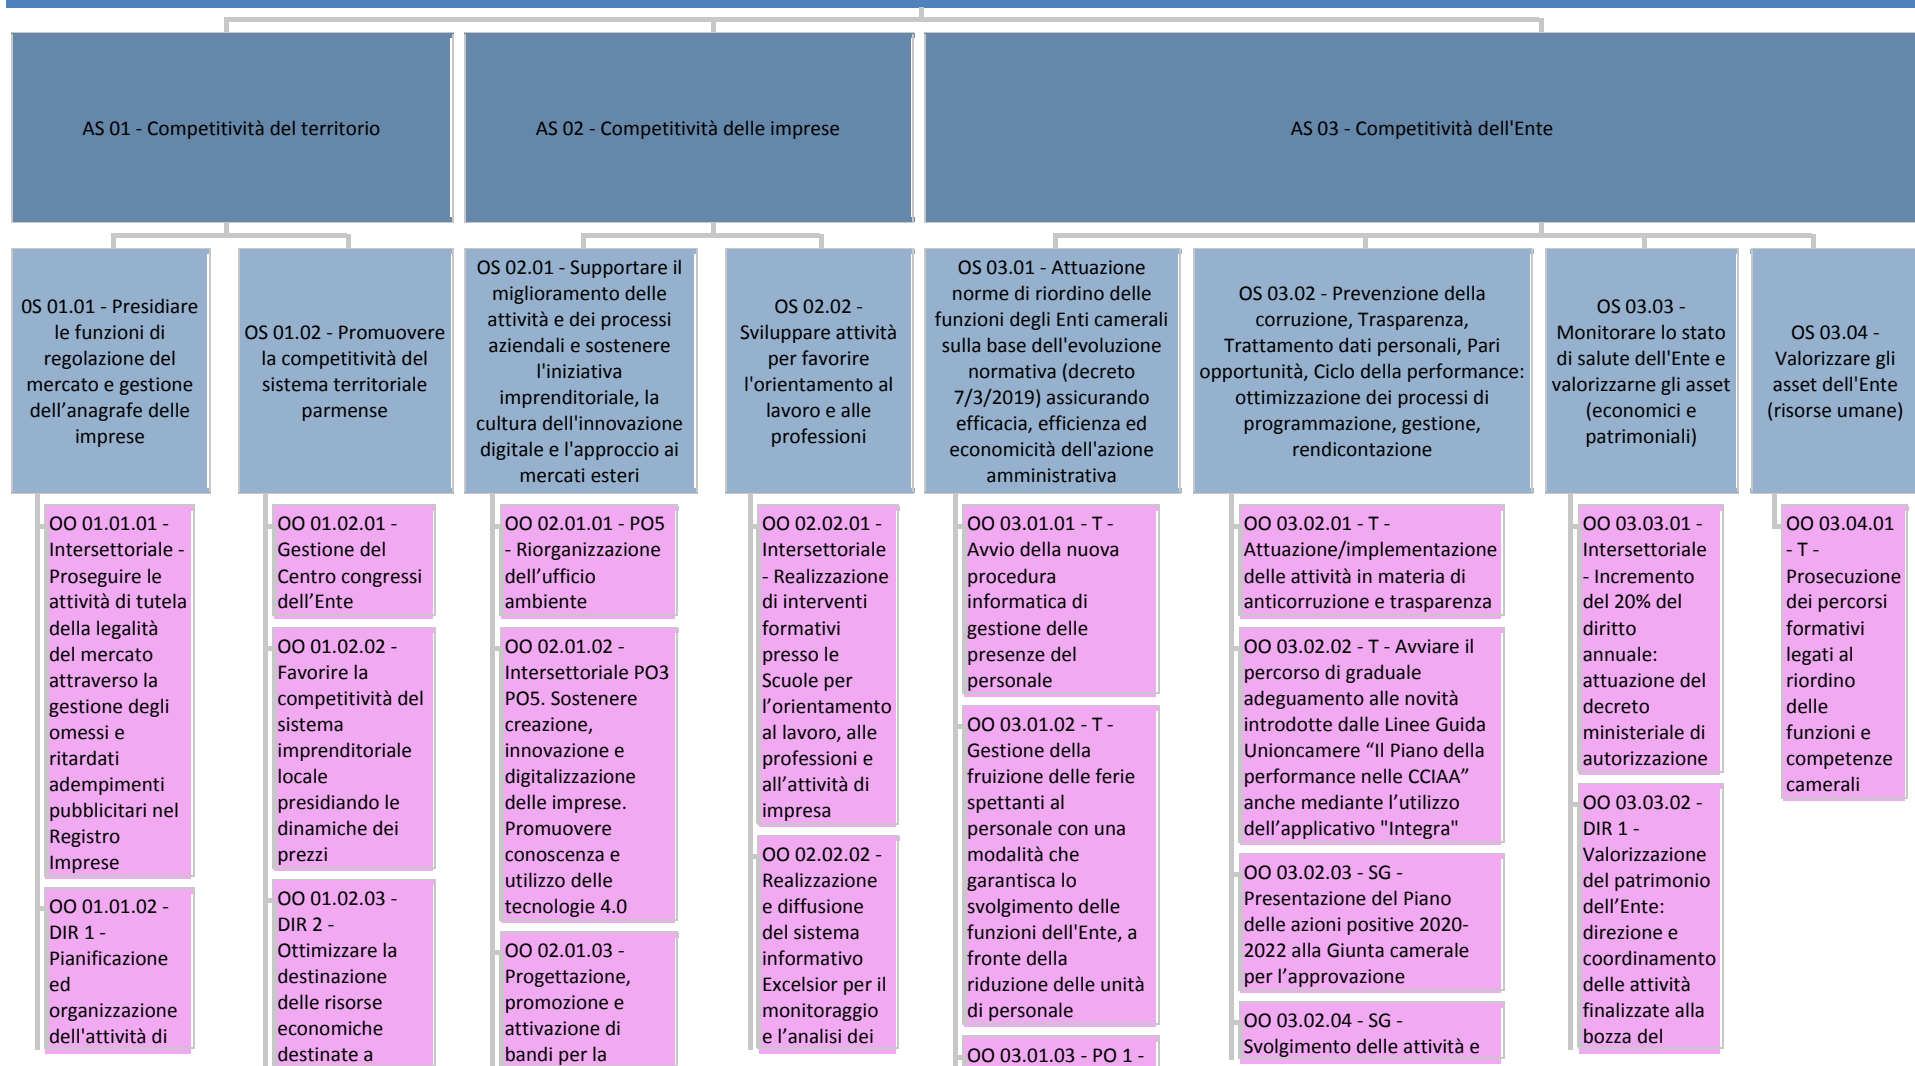 AS 01 - Competitività del territorio
AS 02 - Competitività delle imprese
AS 03 - Competitività dell'Ente
0S 01.01 - Presidiare
le funzioni di
regolazione del
mercato e gestione
dell’anagrafe delle
imprese
OS 01.02 - Promuovere
la competitività del
sistema territoriale
parmense
OS 02.01 - Supportare il
miglioramento delle
attività e dei processi
aziendali e sostenere
l'iniziativa
imprenditoriale, la
cultura dell'innovazione
digitale e l'approccio ai
mercati esteri
OS 02.02 -
Sviluppare attività
per favorire
l'orientamento al
lavoro e alle
professioni
OS 03.01 - Attuazione
norme di riordino delle
funzioni degli Enti camerali
sulla base dell'evoluzione
normativa (decreto
7/3/2019) assicurando
efficacia, efficienza ed
economicità dell'azione
amministrativa
OS 03.02 - Prevenzione della
corruzione, Trasparenza,
Trattamento dati personali, Pari
opportunità, Ciclo della performance:
ottimizzazione dei processi di
programmazione, gestione,
rendicontazione
OS 03.03 -
Monitorare lo stato
di salute dell'Ente e
valorizzarne gli asset
(economici e
patrimoniali)
OS 03.04 -
Valorizzare gli
asset dell'Ente
(risorse umane)
OO 01.01.01 -
Intersettoriale -
Proseguire le
attività di tutela
della legalità
del mercato
attraverso la
gestione degli
omessi e
ritardati
adempimenti
pubblicitari nel
Registro
Imprese
OO 01.01.02 -
DIR 1 -
Pianificazione
ed
organizzazione
dell'attività di
OO 01.02.01 -
Gestione del
Centro congressi
dell’Ente
OO 01.02.02 -
Favorire la
competitività del
sistema
imprenditoriale
locale
presidiando le
dinamiche dei
prezzi
OO 01.02.03 -
DIR 2 -
Ottimizzare la
destinazione
delle risorse
economiche
destinate a
OO 02.01.01 - PO5
- Riorganizzazione
dell’ufficio
ambiente
OO 02.01.02 -
Intersettoriale PO3
PO5. Sostenere
creazione,
innovazione e
digitalizzazione
delle imprese.
Promuovere
conoscenza e
utilizzo delle
tecnologie 4.0
OO 02.01.03 -
Progettazione,
promozione e
attivazione di
bandi per la
OO 02.02.01 -
Intersettoriale
- Realizzazione
di interventi
formativi
presso le
Scuole per
l’orientamento
al lavoro, alle
professioni e
all’attività di
impresa
OO 02.02.02 -
Realizzazione
e diffusione
del sistema
informativo
Excelsior per il
monitoraggio
e l’analisi dei
OO 03.01.01 - T -
Avvio della nuova
procedura
informatica di
gestione delle
presenze del
personale
OO 03.01.02 - T -
Gestione della
fruizione delle ferie
spettanti al
personale con una
modalità che
garantisca lo
svolgimento delle
funzioni dell'Ente, a
fronte della
riduzione delle unità
di personale
OO 03.01.03 - PO 1 -
OO 03.02.01 - T -
Attuazione/implementazione
delle attività in materia di
anticorruzione e trasparenza
OO 03.02.02 - T - Avviare il
percorso di graduale
adeguamento alle novità
introdotte dalle Linee Guida
Unioncamere “Il Piano della
performance nelle CCIAA”
anche mediante l’utilizzo
dell’applicativo "Integra"
OO 03.02.03 - SG -
Presentazione del Piano
delle azioni positive 2020-
2022 alla Giunta camerale
per l’approvazione
OO 03.02.04 - SG -
Svolgimento delle attività e
OO 03.03.01 -
Intersettoriale
- Incremento
del 20% del
diritto
annuale:
attuazione del
decreto
ministeriale di
autorizzazione
OO 03.03.02 -
DIR 1 -
Valorizzazione
del patrimonio
dell’Ente:
direzione e
coordinamento
delle attività
finalizzate alla
bozza del
OO 03.04.01
- T -
Prosecuzione
dei percorsi
formativi
legati al
riordino
delle
funzioni e
competenze
camerali